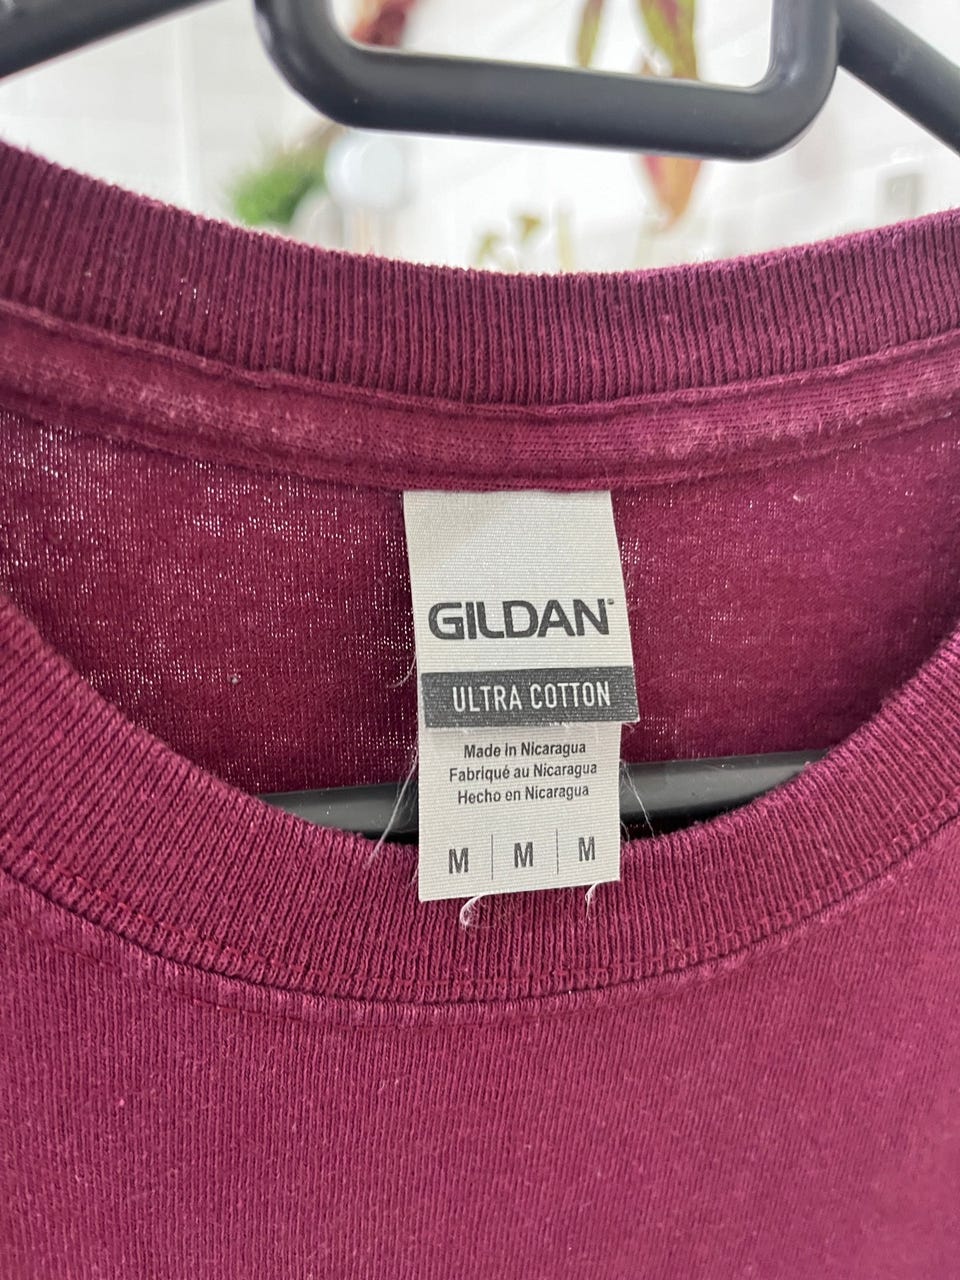 GILDAN®
ULTRA COTTON
Made in Nicaragua
Fabriqué au Nicaragua
Hecho en Nicaragua
M | M | M